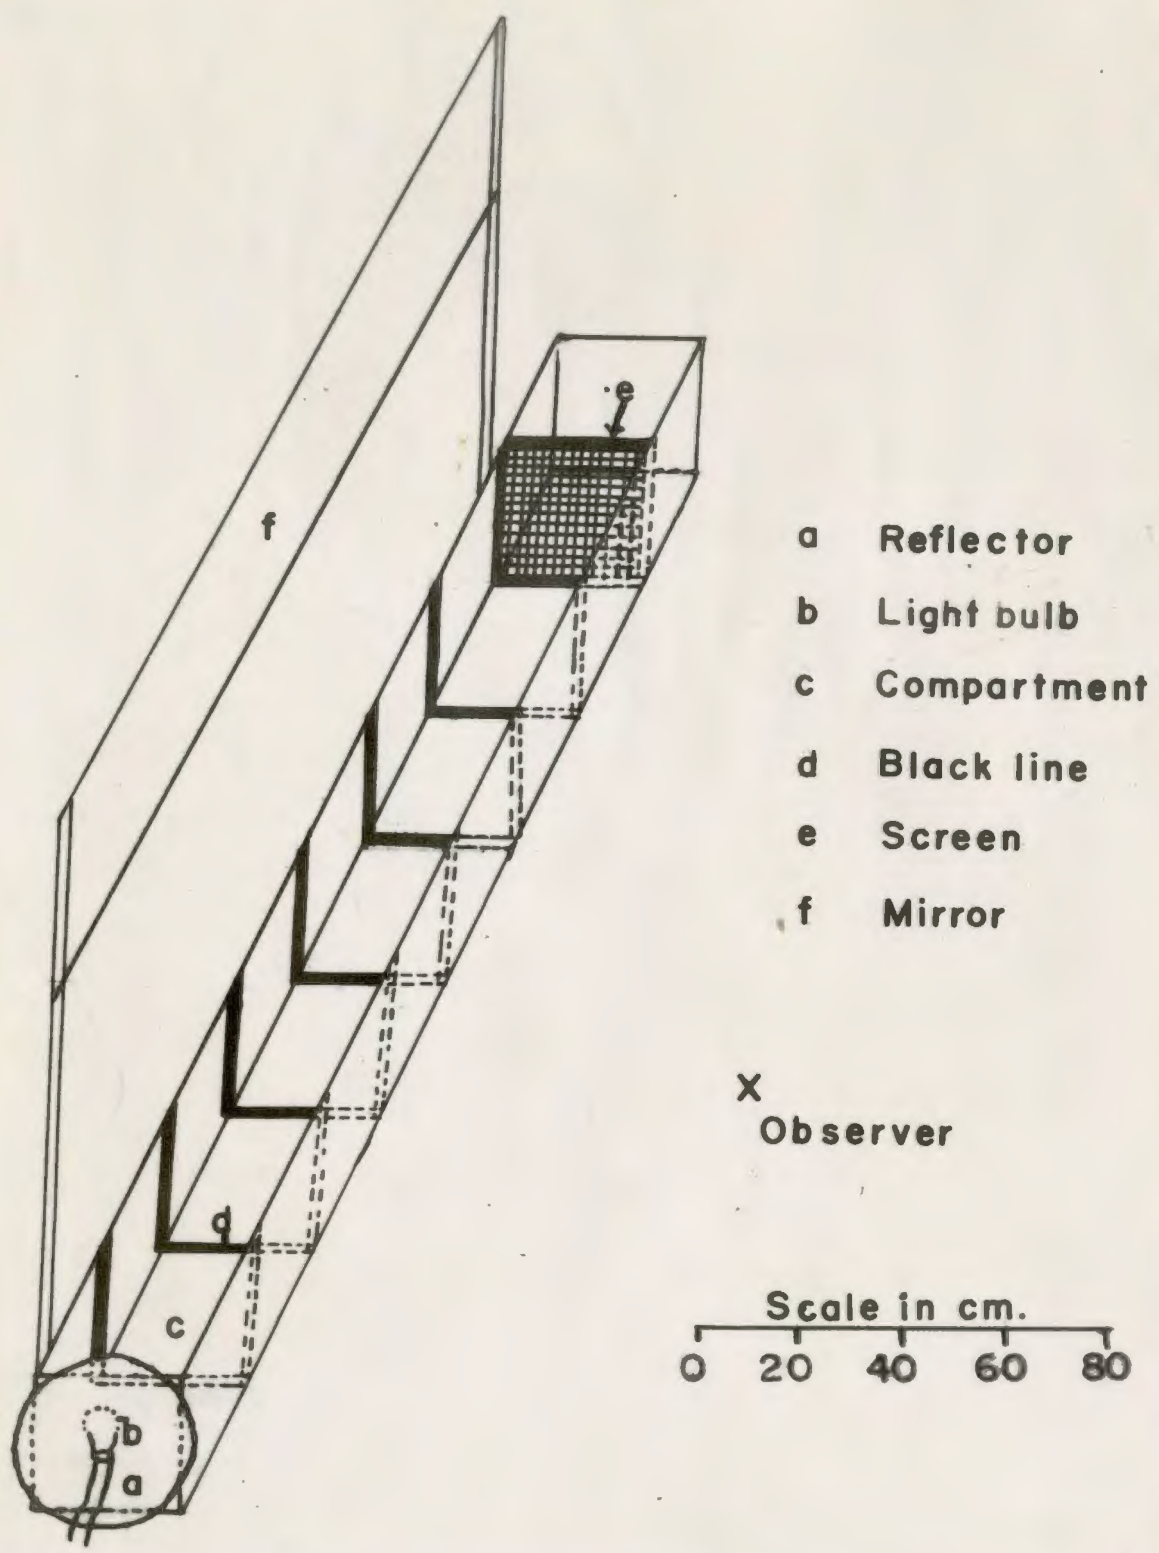 e
f
a Reflector
b Light bulb
c Compartment
d Black line
e Screen
f Mirror
X
Observer
d
c
Scale in cm.
0 20 40 60 80
b
a